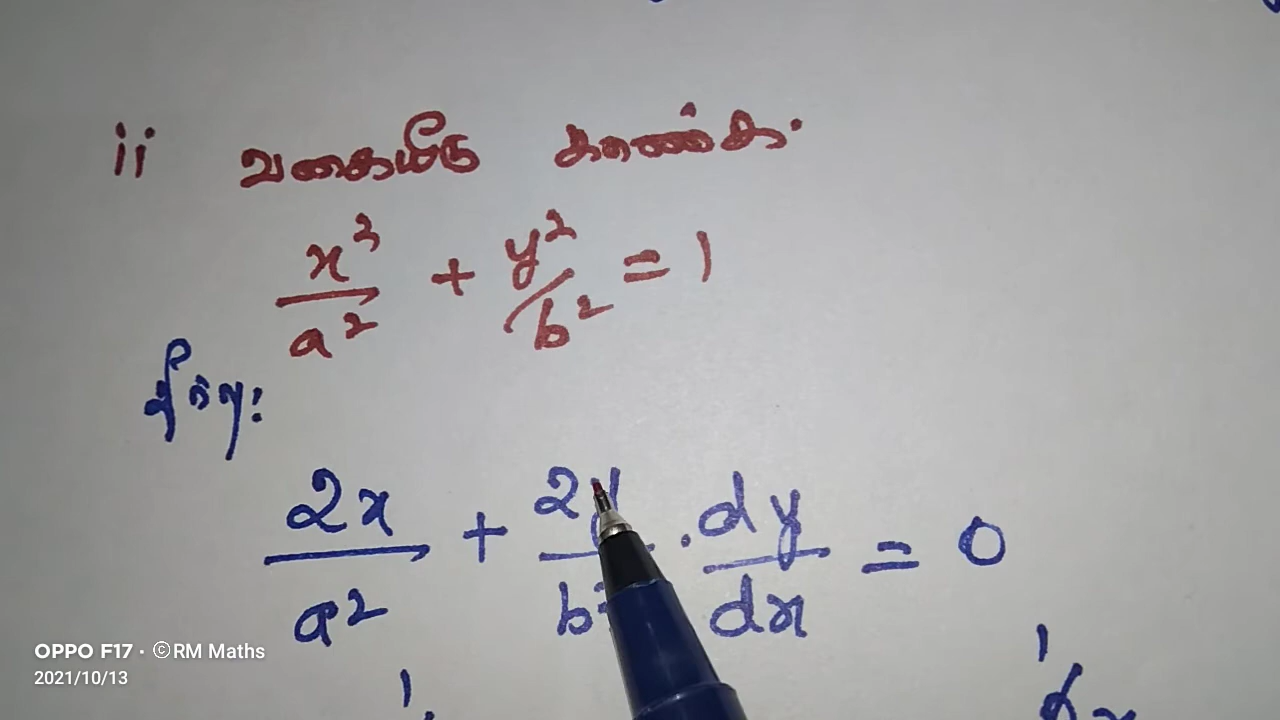 ii வகையீடு காண்க.
x²/a² + y²/b² = 1
தீர்வு:
2x/a² + 2y/b² · dy/dx = 0
OPPO F17 · ©RM Maths
2021/10/13